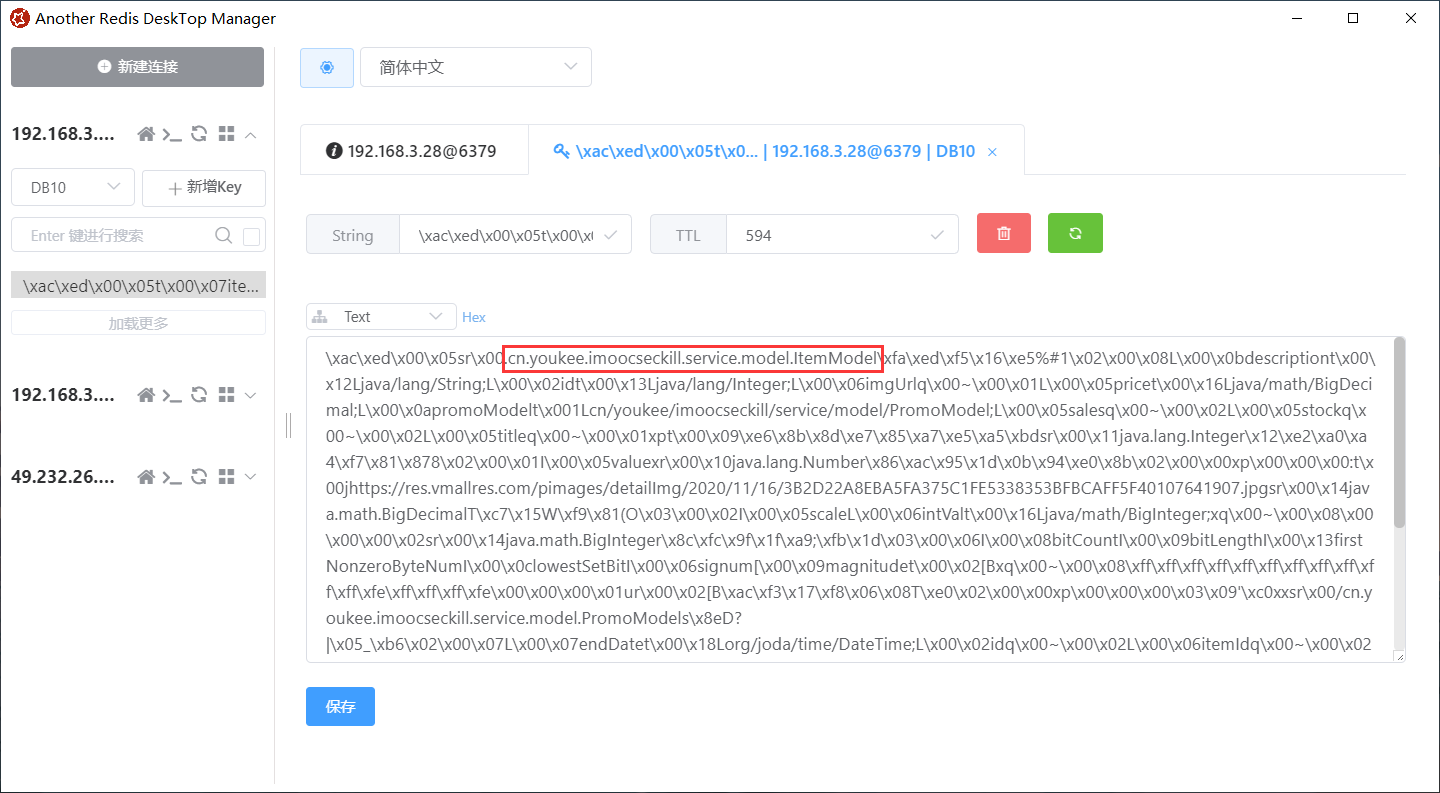 Another Redis DeskTop Manager
新建连接
简体中文
192.168.3....
192.168.3.28@6379
\xac\xed\x00\x05t\x0... | 192.168.3.28@6379 | DB10
DB10
新增Key
Enter 键进行搜索
String
\xac\xed\x00\x05t\x00\x0
TTL
594
\xac\xed\x00\x05t\x00\x07ite...
加载更多
Text
Hex
\xac\xed\x00\x05sr\x00.cn.youkee.imoocseckill.service.model.ItemModel\xfa\xed\xf5\x16\xe5%#1\x02\x00\x08L\x00\x0bdescriptiont\x00\
x12Ljava/lang/String;L\x00\x02idt\x00\x13Ljava/lang/Integer;L\x00\x06imgUrlq\x00~\x00\x01L\x00\x05pricet\x00\x16Ljava/math/BigDeci
mal;L\x00\x0apromoModelt\x001Lcn/youkee/imoocseckill/service/model/PromoModel;L\x00\x05salesq\x00~\x00\x02L\x00\x05stockq\x
00~\x00\x02L\x00\x05titleq\x00~\x00\x01xpt\x00\x09\xe6\x8b\x8d\xe7\x85\xa7\xe5\xa5\xbdsr\x00\x11java.lang.Integer\x12\xe2\xa0\xa
4\xf7\x81\x878\x02\x00\x01I\x00\x05valuexr\x00\x10java.lang.Number\x86\xac\x95\x1d\x0b\x94\xe0\x8b\x02\x00\x00xp\x00\x00\x00:t\x
00jhttps://res.vmallres.com/pimages/detailImg/2020/11/16/3B2D22A8EBA5FA375C1FE5338353BFBCAFF5F40107641907.jpgsr\x00\x14jav
a.math.BigDecimalT\xc7\x15W\xf9\x81(O\x03\x00\x02I\x00\x05scaleL\x00\x06intValt\x00\x16Ljava/math/BigInteger;xq\x00~\x00\x08\x00
\x00\x00\x02sr\x00\x14java.math.BigInteger\x8c\xfc\x9f\x1f\xa9;\xfb\x1d\x03\x00\x06I\x00\x08bitCountI\x00\x09bitLengthI\x00\x13first
NonzeroByteNumI\x00\x0clowestSetBitI\x00\x06signum[\x00\x09magnitudet\x00\x02[Bxq\x00~\x00\x08\xff\xff\xff\xff\xff\xff\xff\xff\xff\xf
f\xff\xfe\xff\xff\xff\xfe\x00\x00\x00\x01ur\x00\x02[B\xac\xf3\x17\xf8\x06\x08T\xe0\x02\x00\x00xp\x00\x00\x00\x03\x09'\xc0xxsr\x00/cn.y
oukee.imoocseckill.service.model.PromoModels\x8eD?
|\x05_\xb6\x02\x00\x07L\x00\x07endDatet\x00\x18Lorg/joda/time/DateTime;L\x00\x02idq\x00~\x00\x02L\x00\x06itemIdq\x00~\x00\x02
192.168.3....
49.232.26....
保存